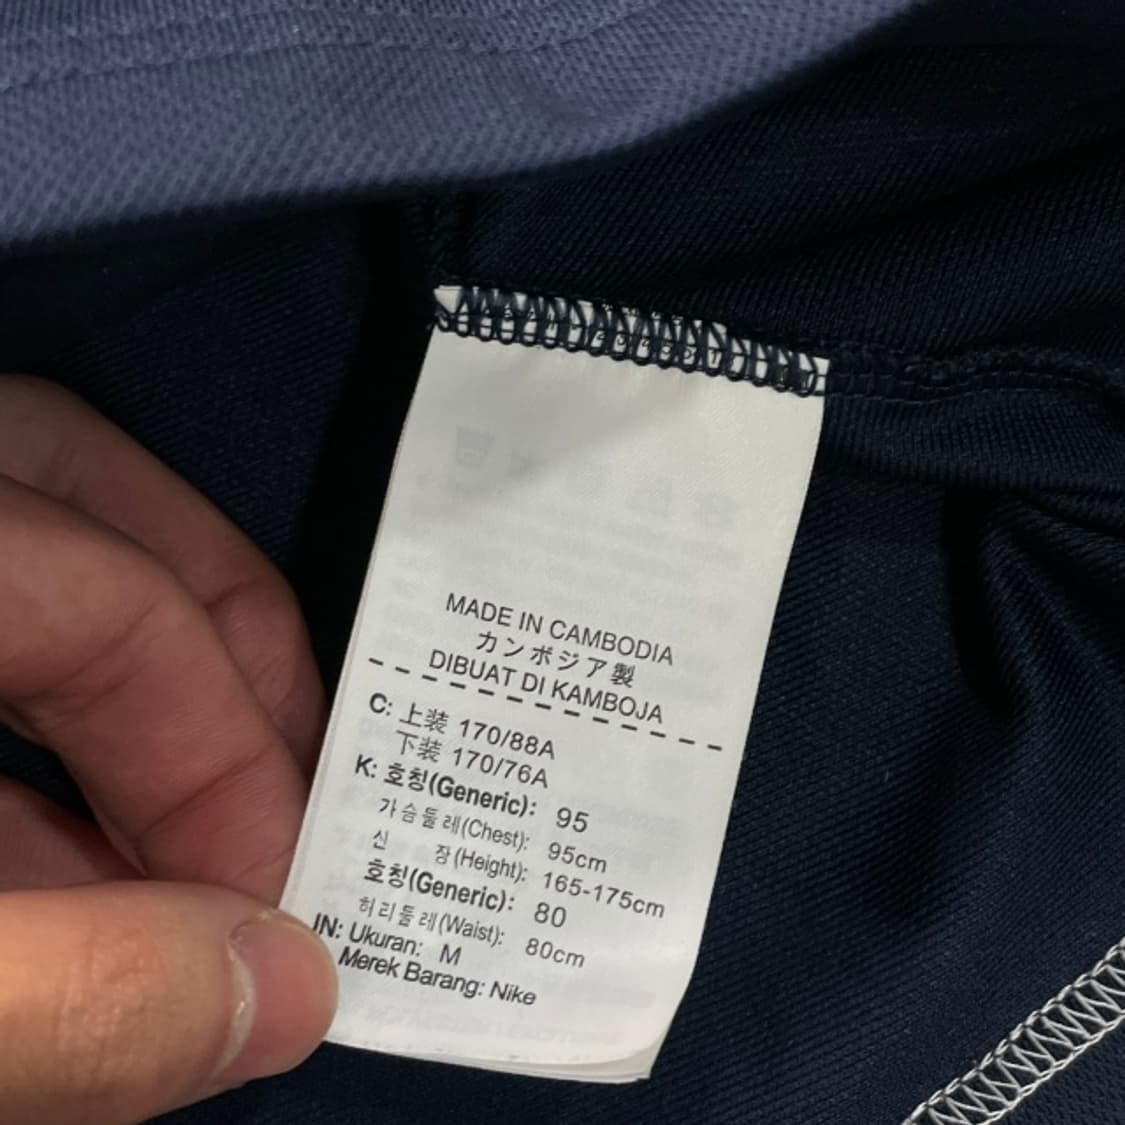 MADE IN CAMBODIA
カンボジア製
DIBUAT DI KAMBOJA
C: 上装 170/88A
下装 170/76A
K: 호칭(Generic): 95
가슴둘레(Chest): 95cm
신 장(Height): 165-175cm
호칭(Generic): 80
허리둘레(Waist): 80cm
IN: Ukuran: M
Merek Barang: Nike